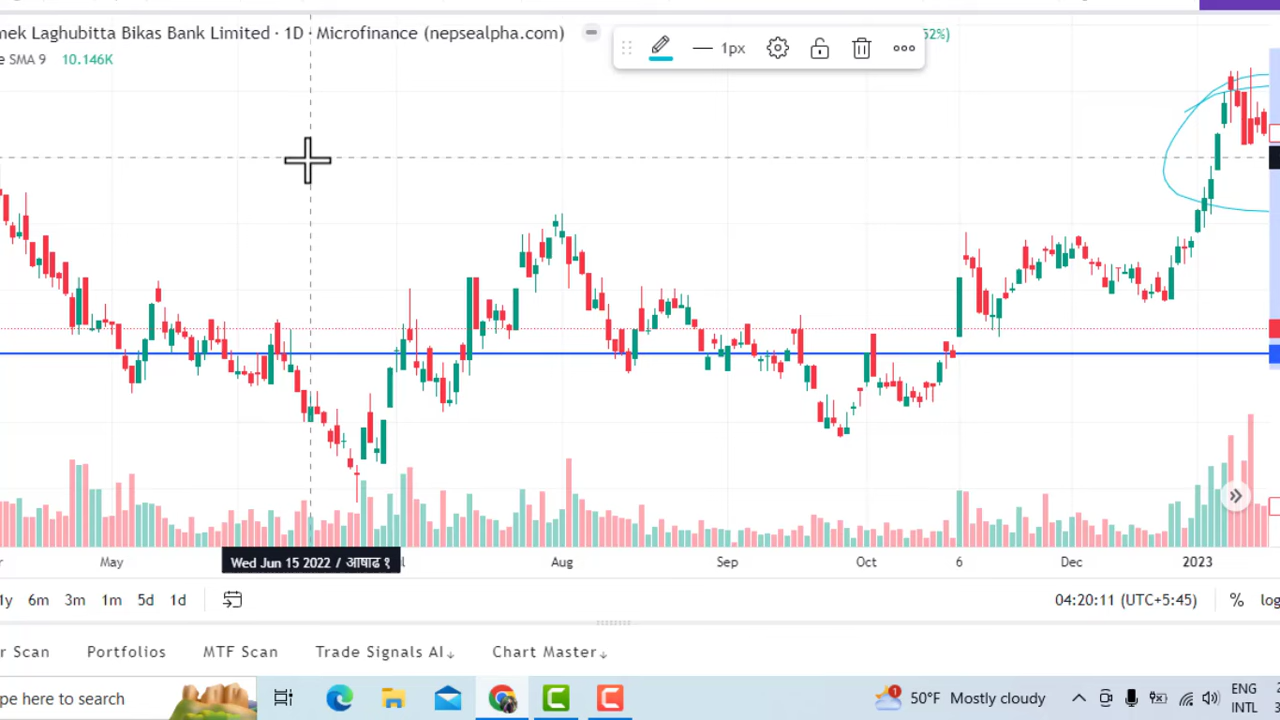 mek Laghubitta Bikas Bank Limited · 1D · Microfinance (nepsealpha.com)
1px
52%)
e SMA 9 10.146K
Wed Jun 15 2022 / आषाढ १
May
Aug
Sep
Oct
6
Dec
2023
1y 6m 3m 1m 5d 1d
04:20:11 (UTC+5:45) % log
r Scan Portfolios MTF Scan Trade Signals AI↓ Chart Master↓
pe here to search
1
50°F Mostly cloudy
ENG
INTL